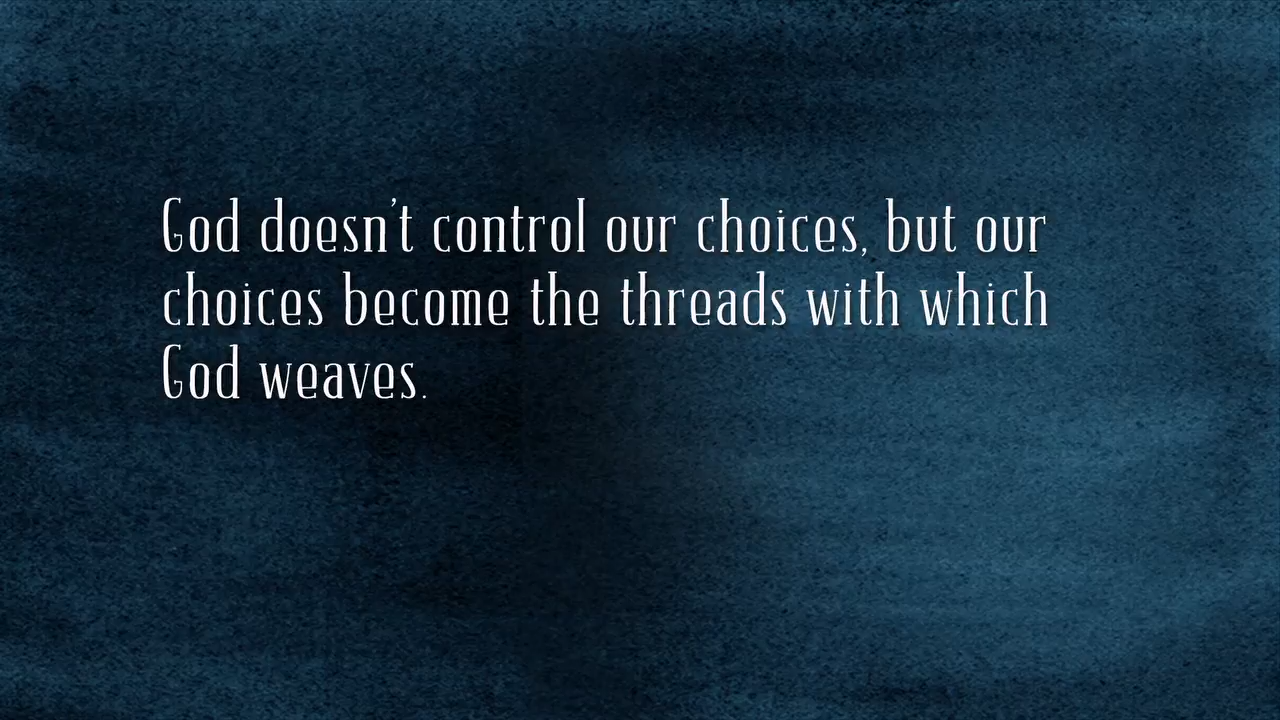 God doesn’t control our choices, but our
choices become the threads with which
God weaves.